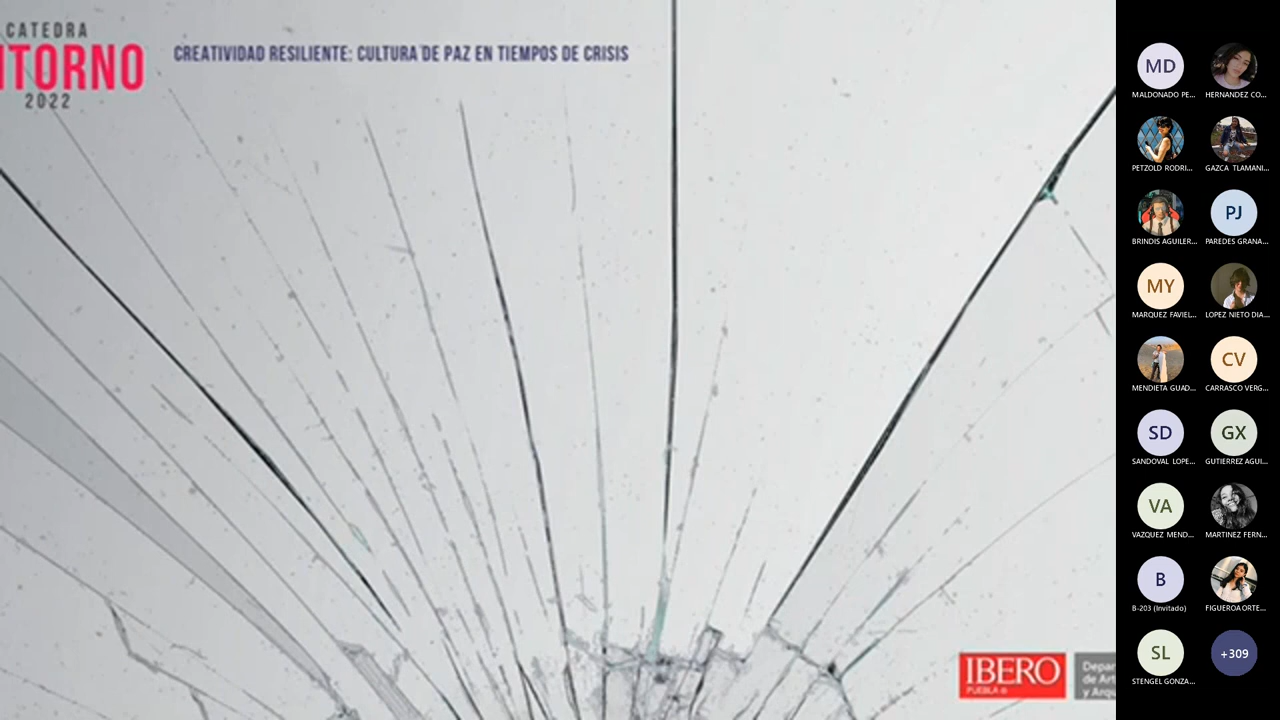 CATEDRA
NTORNO
2022
CREATIVIDAD RESILIENTE: CULTURA DE PAZ EN TIEMPOS DE CRISIS
IBERO
PUEBLA
Depar
de Art
y Arqu
MD
MALDONADO PE...
HERNANDEZ CO...
PETZOLD RODRI...
GAZCA TLAMANI...
BRINDIS AGUILER...
PJ
PAREDES GRANA...
MY
MARQUEZ FAVIEL...
LOPEZ NIETO DIA...
MENDIETA GUAD...
CV
CARRASCO VERG...
SD
SANDOVAL LOPE...
GX
GUTIERREZ AGUI...
VA
VAZQUEZ MEND...
MARTINEZ FERN...
B
B-203 (Invitado)
FIGUEROA ORTE...
SL
STENGEL GONZA...
+309